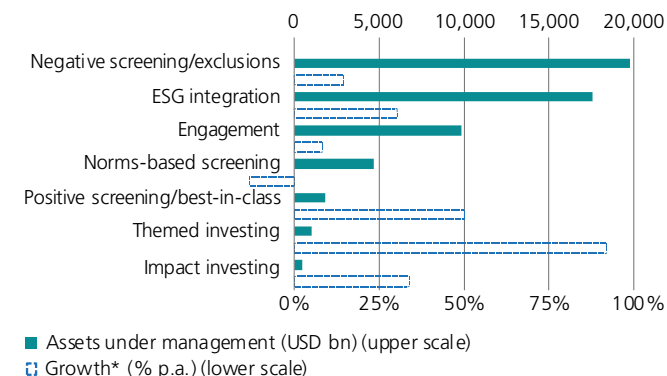 0 5,000 10,000 15,000 20,000
Negative screening/exclusions
ESG integration
Engagement
Norms-based screening
Positive screening/best-in-class
Themed investing
Impact investing
0% 25% 50% 75% 100%
Assets under management (USD bn) (upper scale)
Growth* (% p.a.) (lower scale)